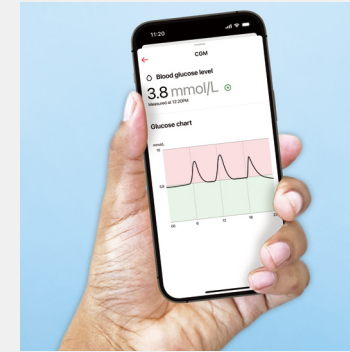 11:20
CGM
Blood glucose level
3.8 mmol/L
Measured at 12:20PM
Glucose chart
mmol/L
10
3,9
00
6
12
18